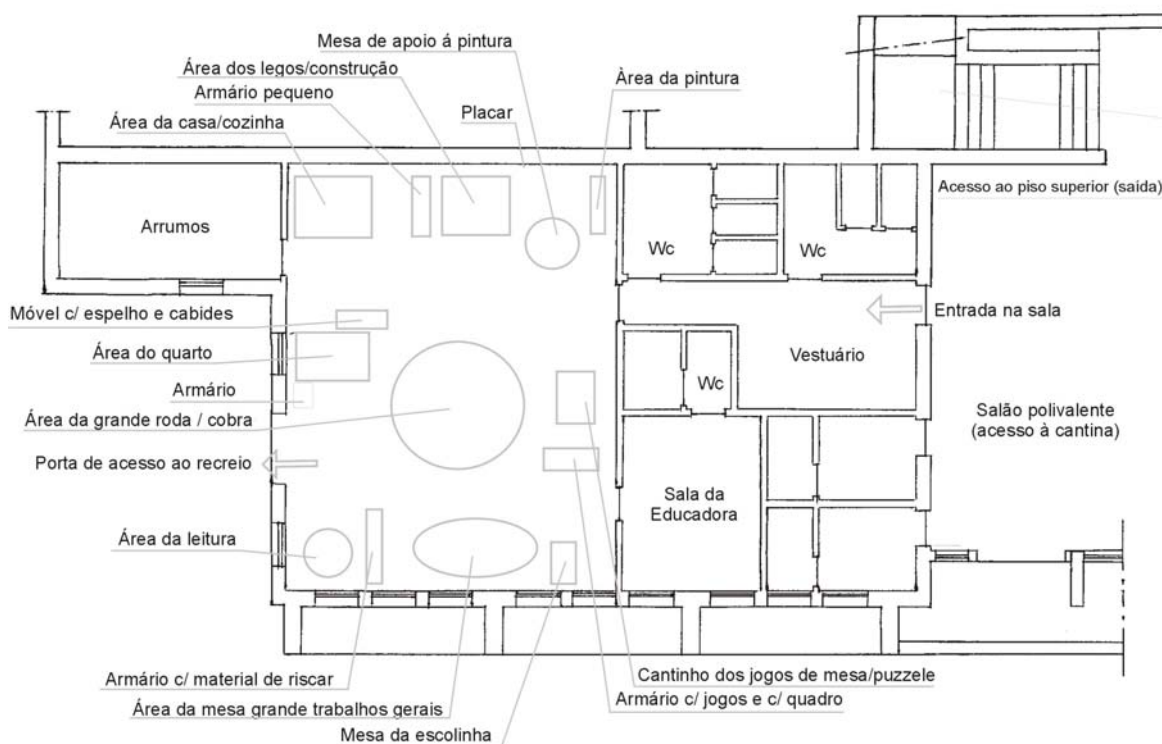 Mesa de apoio á pintura
Área dos legos/construção
Armário pequeno
Área da casa/cozinha
Placar
Àrea da pintura
Acesso ao piso superior (saída)
Arrumos
Wc
Wc
Móvel c/ espelho e cabides
Entrada na sala
Área do quarto
Vestuário
Armário
Wc
Área da grande roda / cobra
Salão polivalente
(acesso à cantina)
Porta de acesso ao recreio
Sala da
Educadora
Área da leitura
Armário c/ material de riscar
Cantinho dos jogos de mesa/puzzele
Armário c/ jogos e c/ quadro
Área da mesa grande trabalhos gerais
Mesa da escolinha